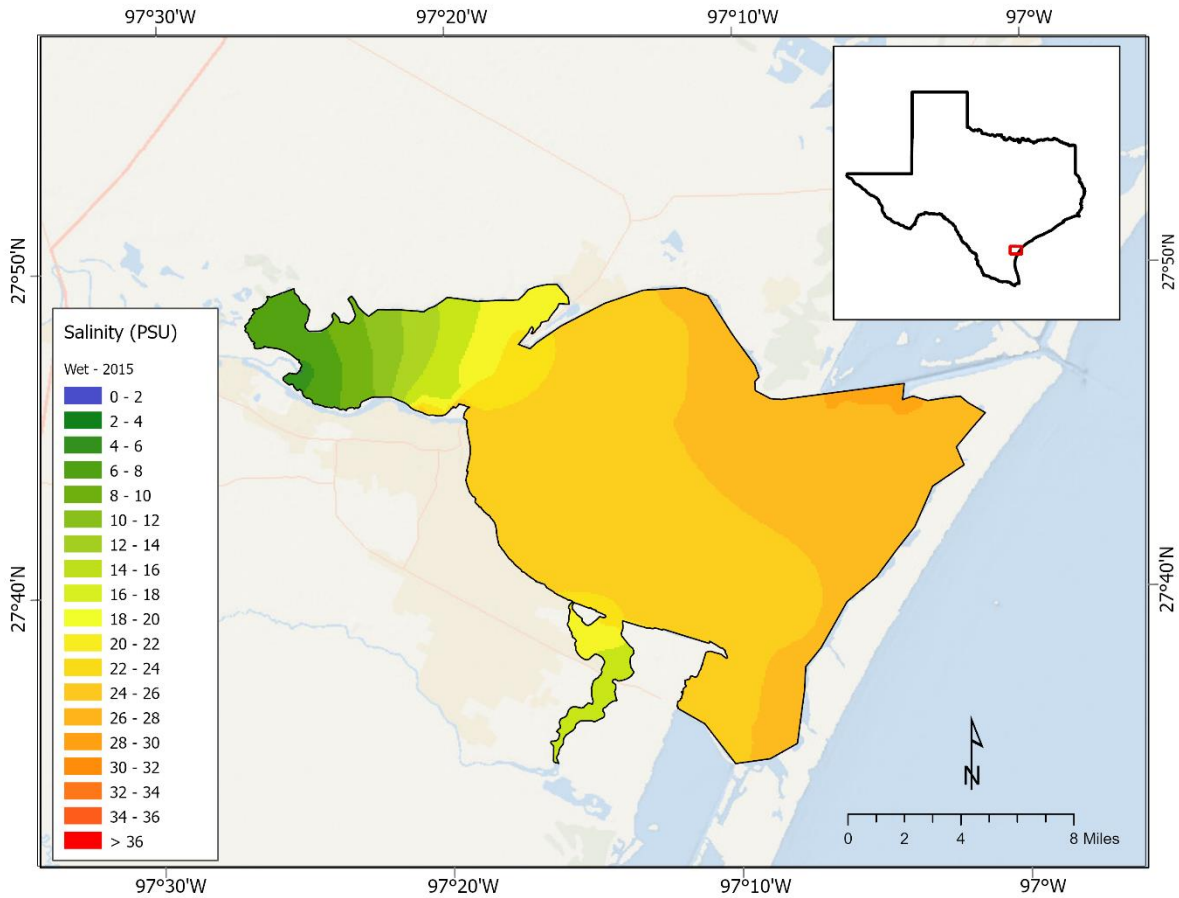 97°30'W 97°20'W 97°10'W 97°W
27°50'N
27°50'N
Salinity (PSU)
Wet - 2015
0 - 2
2 - 4
4 - 6
6 - 8
8 - 10
10 - 12
12 - 14
14 - 16
16 - 18
18 - 20
20 - 22
22 - 24
24 - 26
26 - 28
28 - 30
30 - 32
32 - 34
34 - 36
> 36
27°40'N
27°40'N
N
0 2 4 8 Miles
97°30'W 97°20'W 97°10'W 97°W